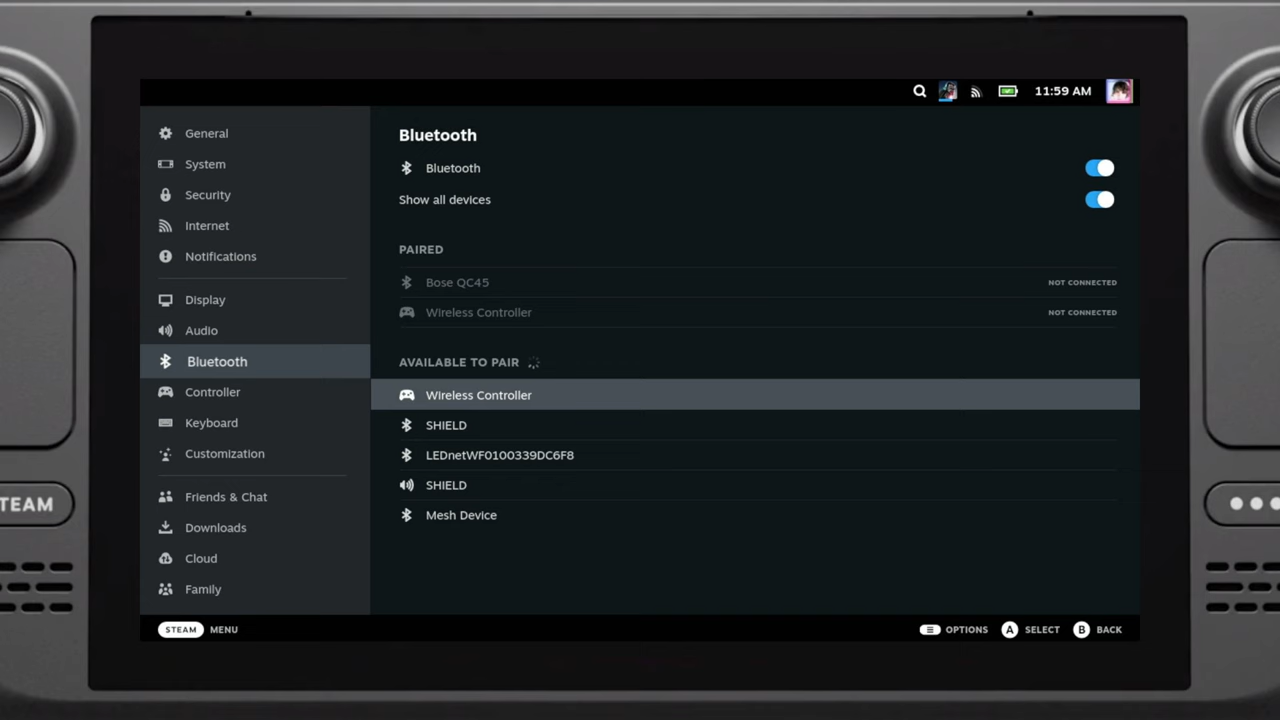 11:59 AM
General
System
Security
Internet
Notifications
Display
Audio
Bluetooth
Controller
Keyboard
Customization
Friends & Chat
Downloads
Cloud
Family
Bluetooth
Bluetooth
Show all devices
PAIRED
Bose QC45 NOT CONNECTED
Wireless Controller NOT CONNECTED
AVAILABLE TO PAIR
Wireless Controller
SHIELD
LEDnetWF0100339DC6F8
SHIELD
Mesh Device
TEAM
STEAM MENU
OPTIONS A SELECT B BACK